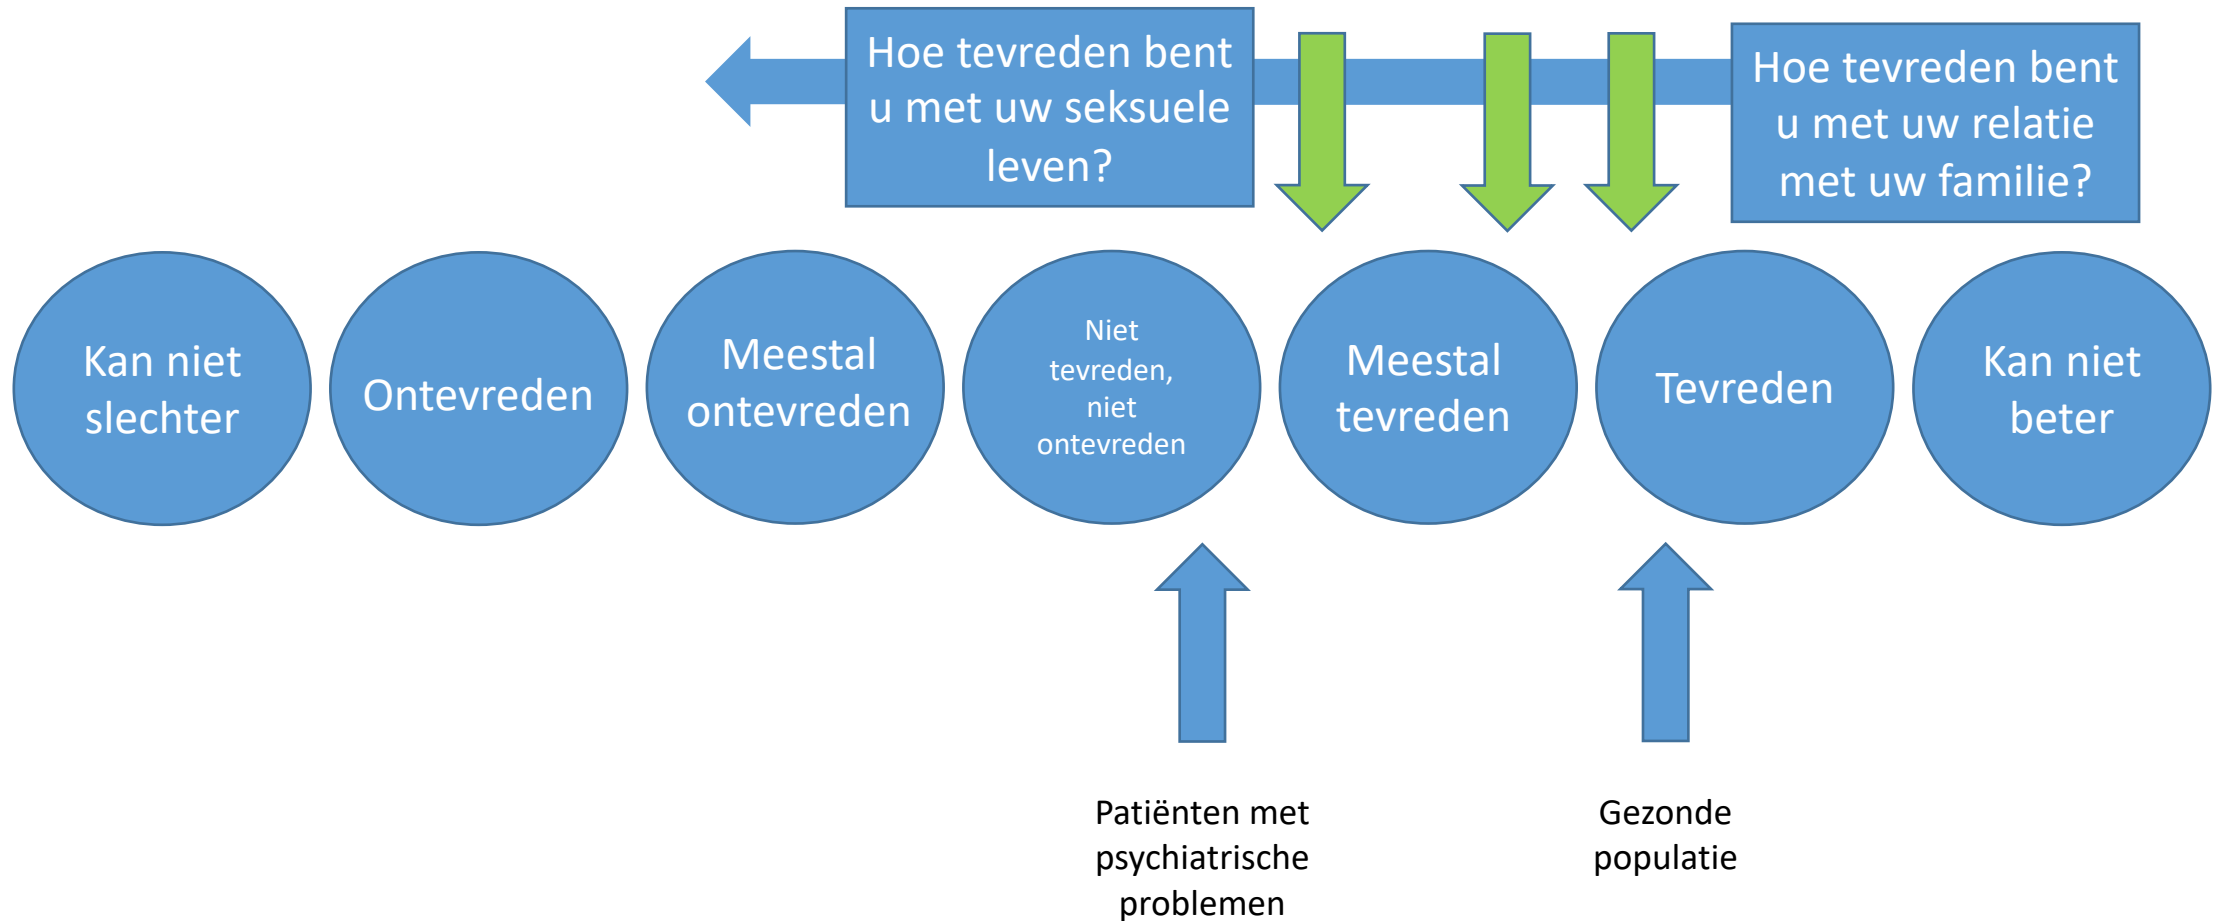 Hoe tevreden bent
u met uw seksuele
leven?
Hoe tevreden bent
u met uw relatie
met uw familie?
Kan niet
slechter
Ontevreden
Meestal
ontevreden
Niet
tevreden,
niet
ontevreden
Meestal
tevreden
Tevreden
Kan niet
beter
Patiënten met
psychiatrische
problemen
Gezonde
populatie